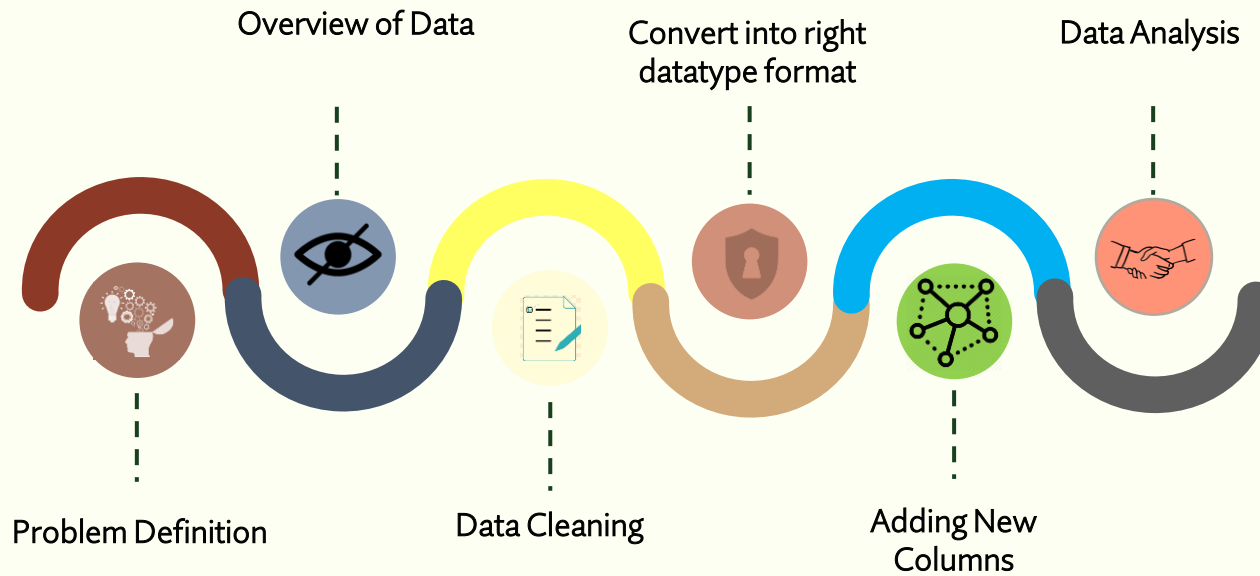 Overview of Data
Convert into right
datatype format
Data Analysis
Problem Definition
Data Cleaning
Adding New
Columns